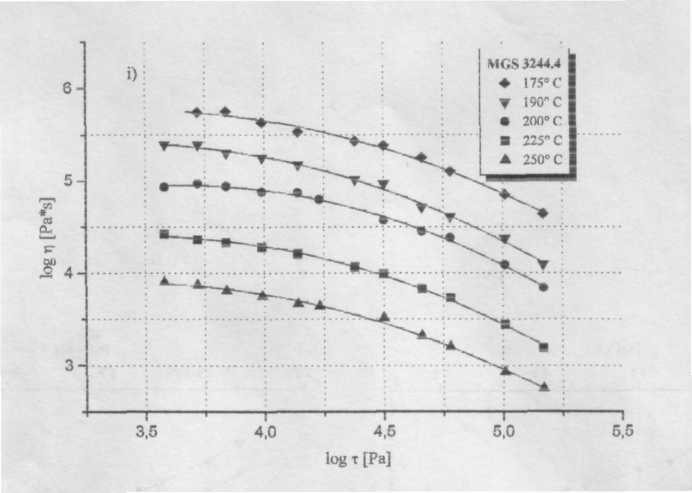 i)
MGS 3244.4
175° C
190° C
200° C
225° C
250° C
6
5
4
3
log η [Pa*s]
3,5
4,0
4,5
5,0
5,5
log τ [Pa]